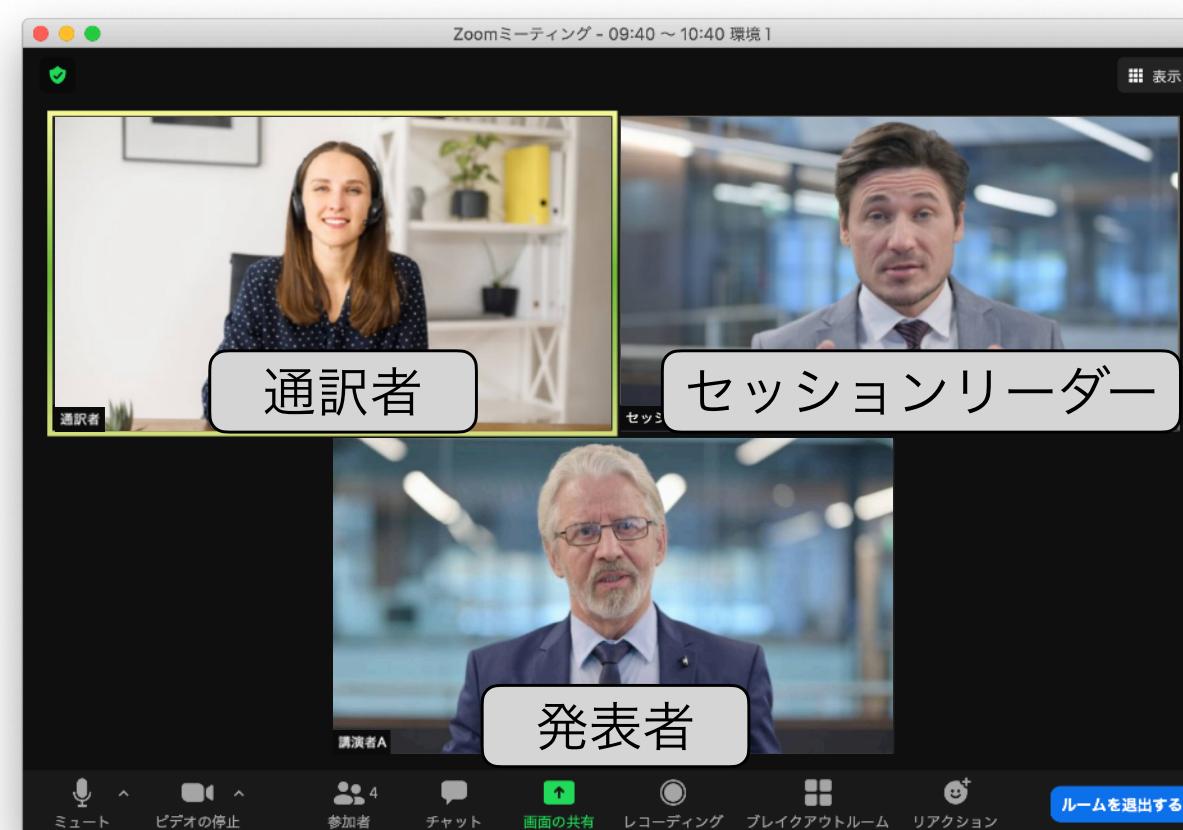 Zoomミーティング - 09:40 ～ 10:40 環境 1
表示
通訳者
セッションリーダー
通訳者
セッシ
発表者
講演者A
4
ミュート ビデオの停止 参加者 チャット 画面の共有 レコーディング ブレイクアウトルーム リアクション ルームを退出する